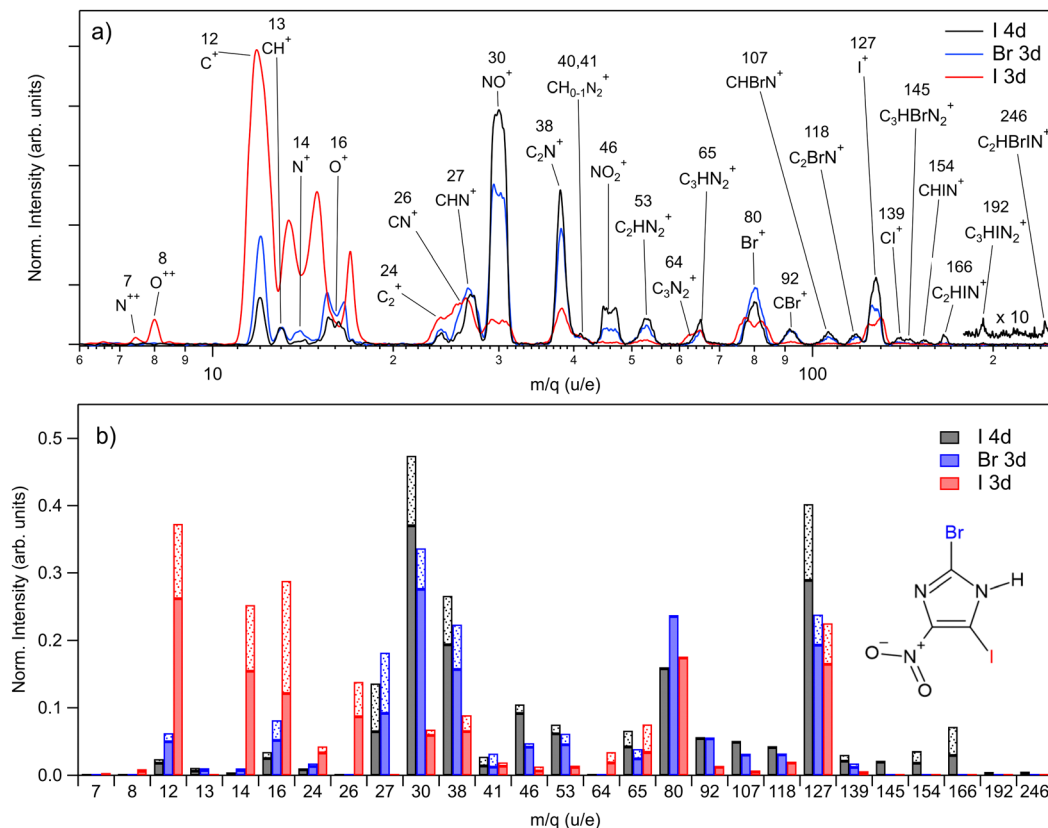 a)
Norm. Intensity (arb. units)
I 4d
Br 3d
I 3d
12
C+
13
CH+
7
N++
8
O++
14
N+
16
O+
24
C2+
26
CN+
27
CHN+
30
NO+
38
C2N+
40,41
CH0-1N2+
46
NO2+
53
C2HN2+
64
C3N2+
65
C3HN2+
80
Br+
92
CBr+
107
CHBrN+
118
C2BrN+
127
I+
139
CI+
145
C3HBrN2+
154
CHIN+
166
C2HIN+
192
C3HIN2+
246
C2HBrIN+
x 10
6 7 8 9 10 2 3 4 5 6 7 8 9 100 2
m/q (u/e)
b)
Norm. Intensity (arb. units)
0.5
0.4
0.3
0.2
0.1
0.0
I 4d
Br 3d
I 3d
Br
N
N
H
O−
N+
I
O
7 8 12 13 14 16 24 26 27 30 38 41 46 53 64 65 80 92 107 118 127 139 145 154 166 192 246
m/q (u/e)